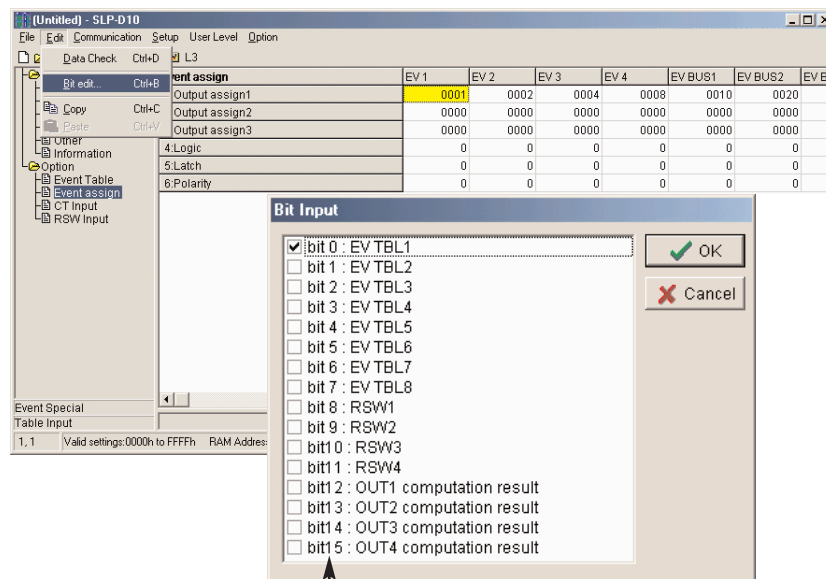 (Untitled) - SLP-D10
File Edit Communication Setup User Level Option
Data Check Ctrl+D
Bit edit... Ctrl+B
Copy Ctrl+C
Paste Ctrl+V
L3
Other
Information
Option
Event Table
Event assign
CT Input
RSW Input
Event Special
Table Input
vent assign EV 1 EV 2 EV 3 EV 4 EV BUS1 EV BUS2 EV B
Output assign1 0001 0002 0004 0008 0010 0020
Output assign2 0000 0000 0000 0000 0000 0000
Output assign3 0000 0000 0000 0000 0000 0000
4:Logic 0 0 0 0 0 0
5:Latch 0 0 0 0 0 0
6:Polarity 0 0 0 0 0 0
1, 1 Valid settings:0000h to FFFFh RAM Addres
Bit Input
bit 0 : EV TBL1
bit 1 : EV TBL2
bit 2 : EV TBL3
bit 3 : EV TBL4
bit 4 : EV TBL5
bit 5 : EV TBL6
bit 6 : EV TBL7
bit 7 : EV TBL8
bit 8 : RSW1
bit 9 : RSW2
bit10 : RSW3
bit11 : RSW4
bit12 : OUT1 computation result
bit13 : OUT2 computation result
bit14 : OUT3 computation result
bit15 : OUT4 computation result
OK
Cancel